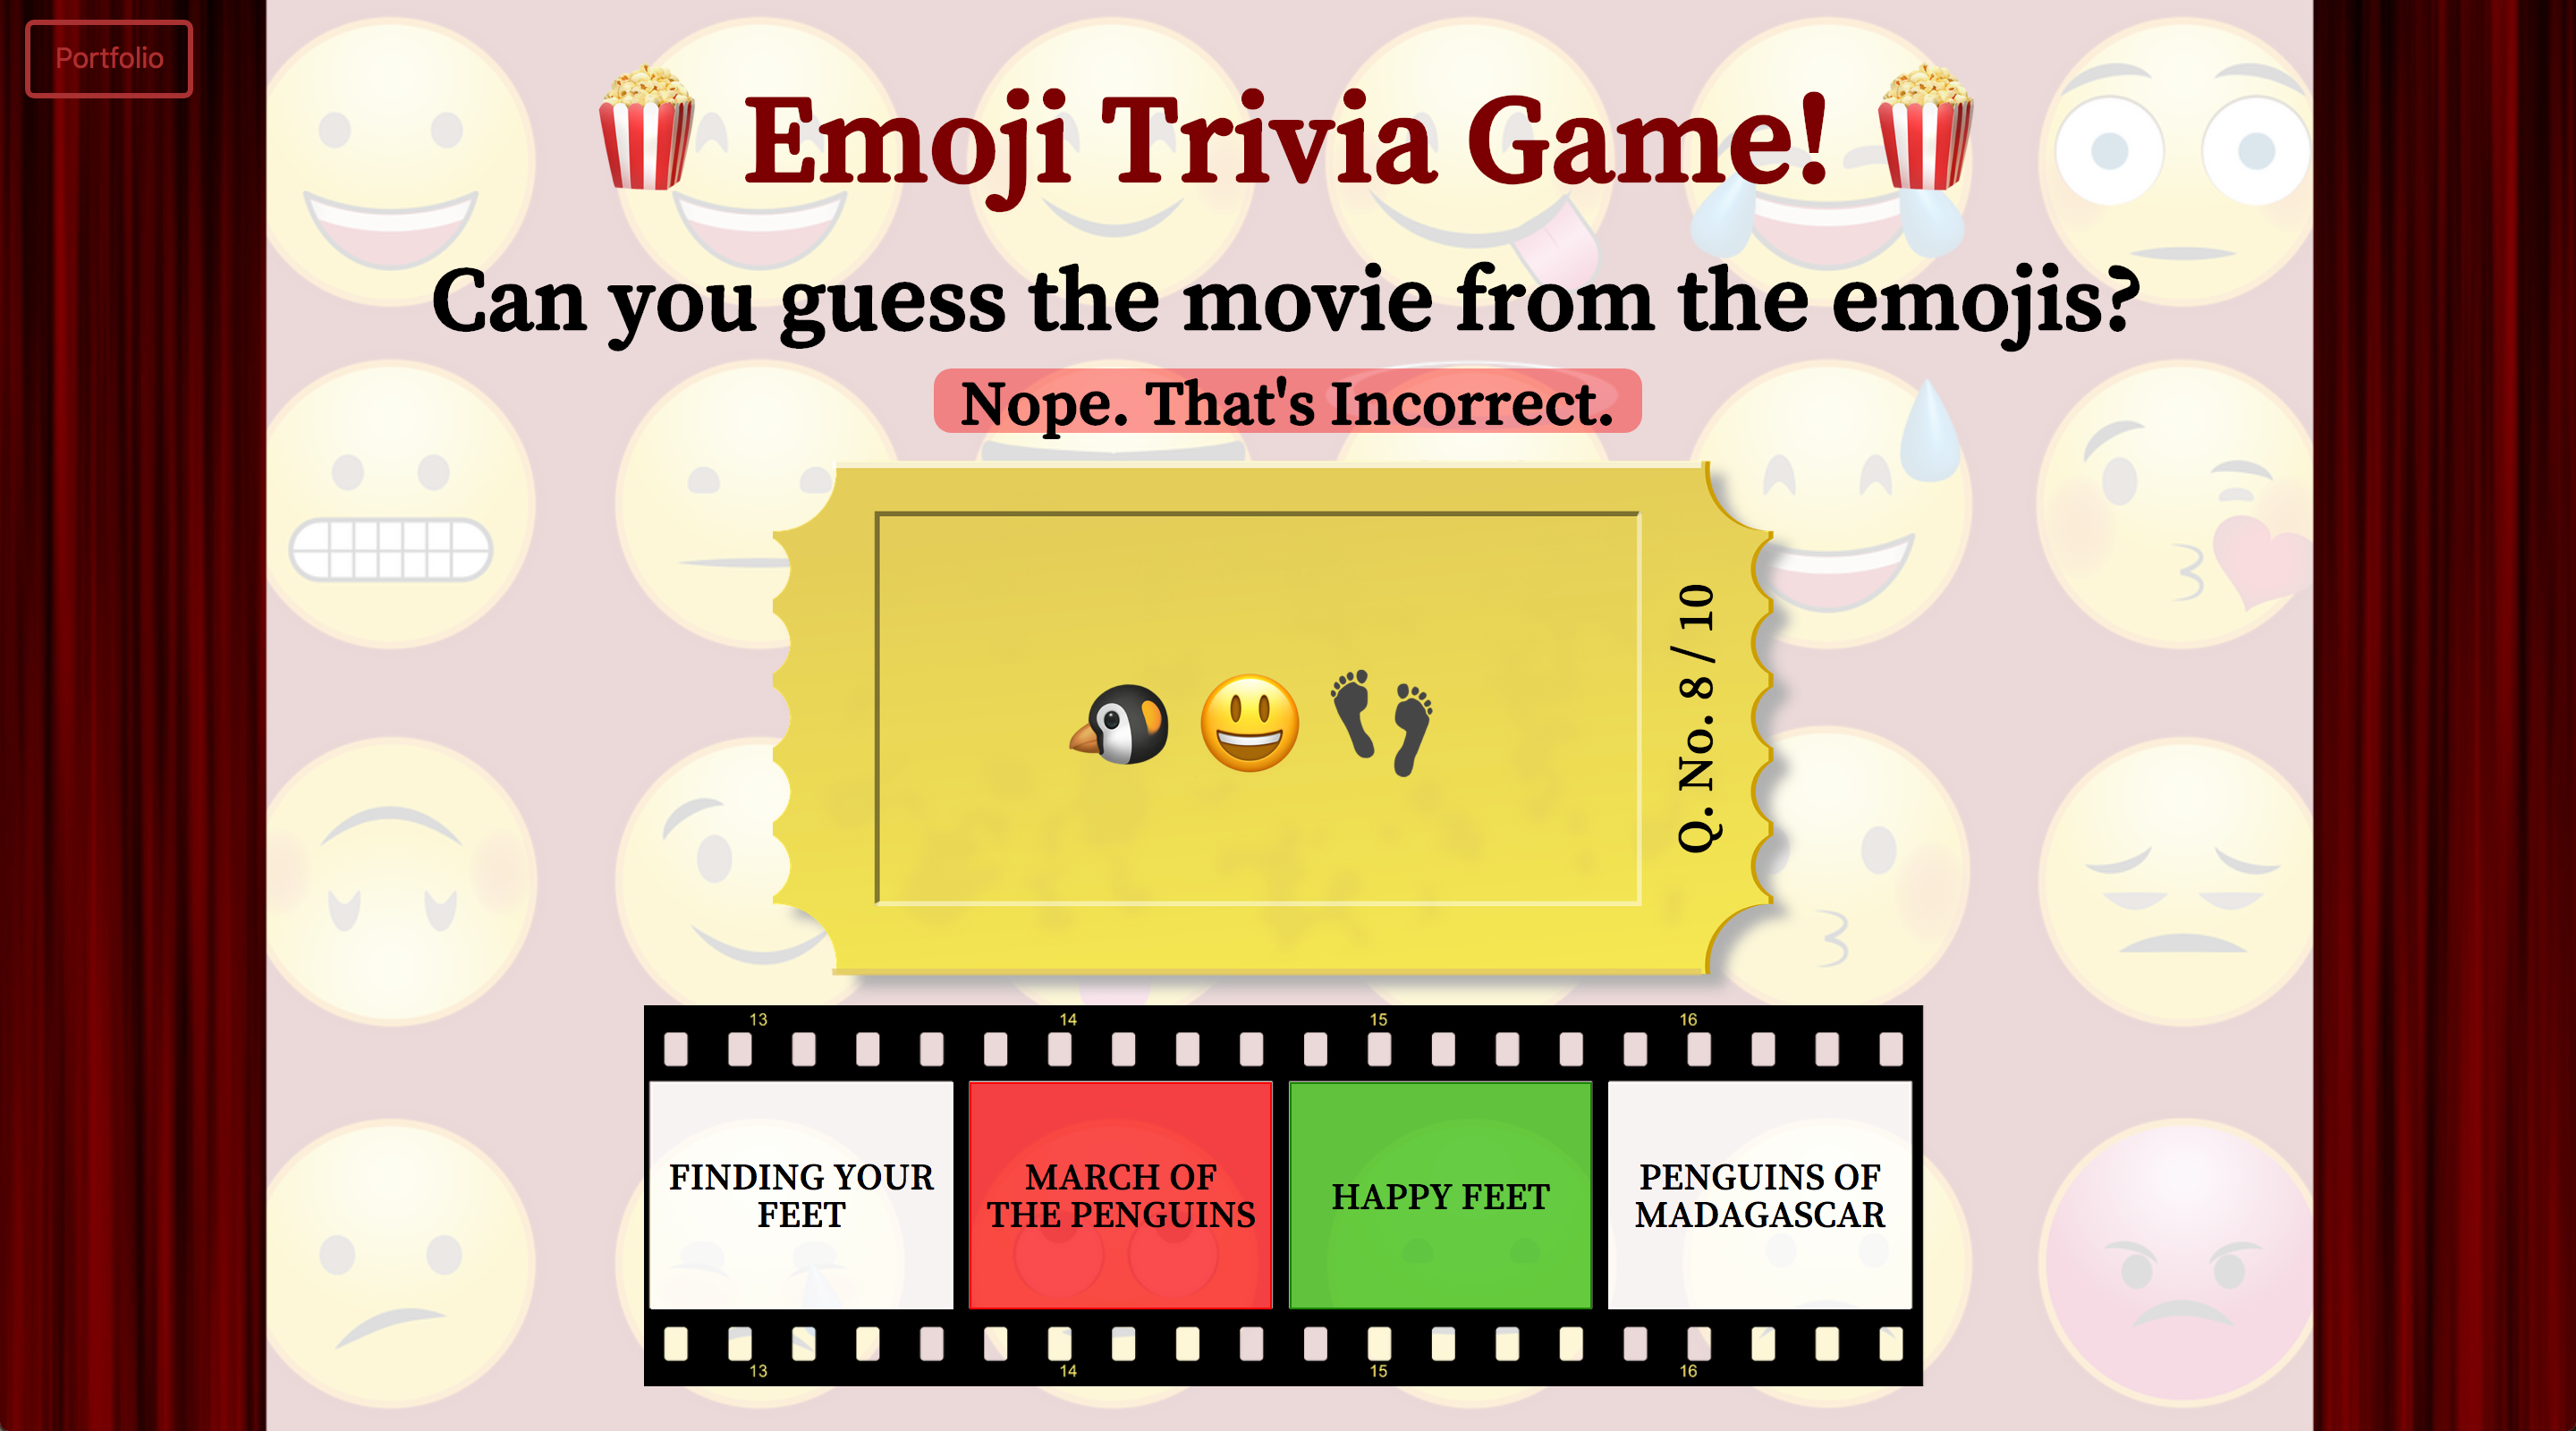 Portfolio
🍿 Emoji Trivia Game! 🍿
Can you guess the movie from the emojis?
Nope. That's Incorrect.
🐧 😃 👣
Q. No. 8 / 10
13 14 15 16
FINDING YOUR
FEET
MARCH OF
THE PENGUINS
HAPPY FEET
PENGUINS OF
MADAGASCAR
13 14 15 16